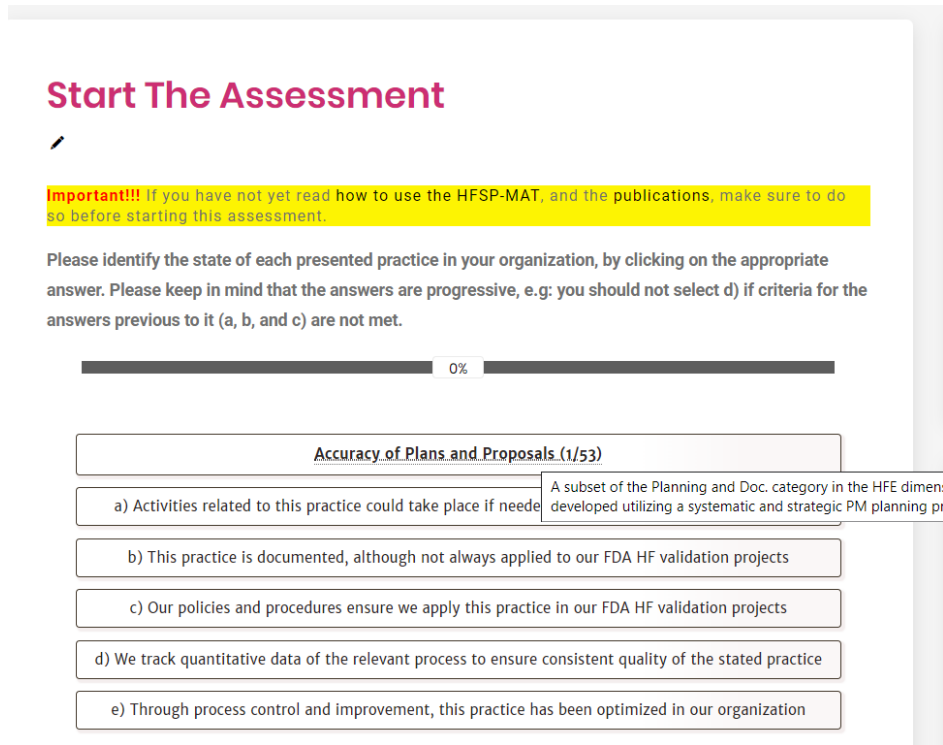 Start The Assessment
Important!!! If you have not yet read how to use the HFSP-MAT, and the publications, make sure to do
so before starting this assessment.
Please identify the state of each presented practice in your organization, by clicking on the appropriate
answer. Please keep in mind that the answers are progressive, e.g: you should not select d) if criteria for the
answers previous to it (a, b, and c) are not met.
0%
Accuracy of Plans and Proposals (1/53)
A subset of the Planning and Doc. category in the HFE
developed utilizing a systematic and strategic PM planning
a) Activities related to this practice could take place if
b) This practice is documented, although not always applied to our FDA HF validation projects
c) Our policies and procedures ensure we apply this practice in our FDA HF validation projects
d) We track quantitative data of the relevant process to ensure consistent quality of the stated practice
e) Through process control and improvement, this practice has been optimized in our organization